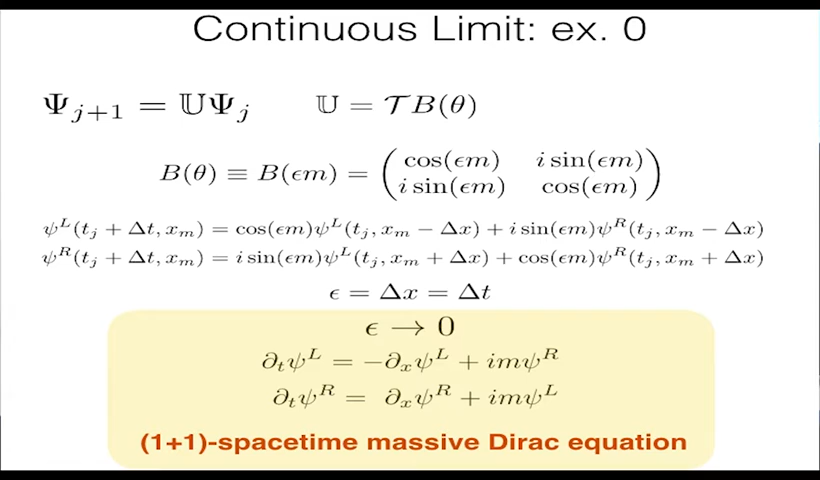 Continuous Limit: ex. 0
Ψ_{j+1} = 𝕌Ψ_j 𝕌 = 𝒯B(θ)
B(θ) ≡ B(ϵm) = ( cos(ϵm) i sin(ϵm)
i sin(ϵm) cos(ϵm) )
ψ^L(t_j + Δt, x_m) = cos(ϵm)ψ^L(t_j, x_m − Δx) + i sin(ϵm)ψ^R(t_j, x_m − Δx)
ψ^R(t_j + Δt, x_m) = i sin(ϵm)ψ^L(t_j, x_m + Δx) + cos(ϵm)ψ^R(t_j, x_m + Δx)
ϵ = Δx = Δt
ϵ → 0
∂_tψ^L = −∂_xψ^L + imψ^R
∂_tψ^R = ∂_xψ^R + imψ^L
(1+1)-spacetime massive Dirac equation